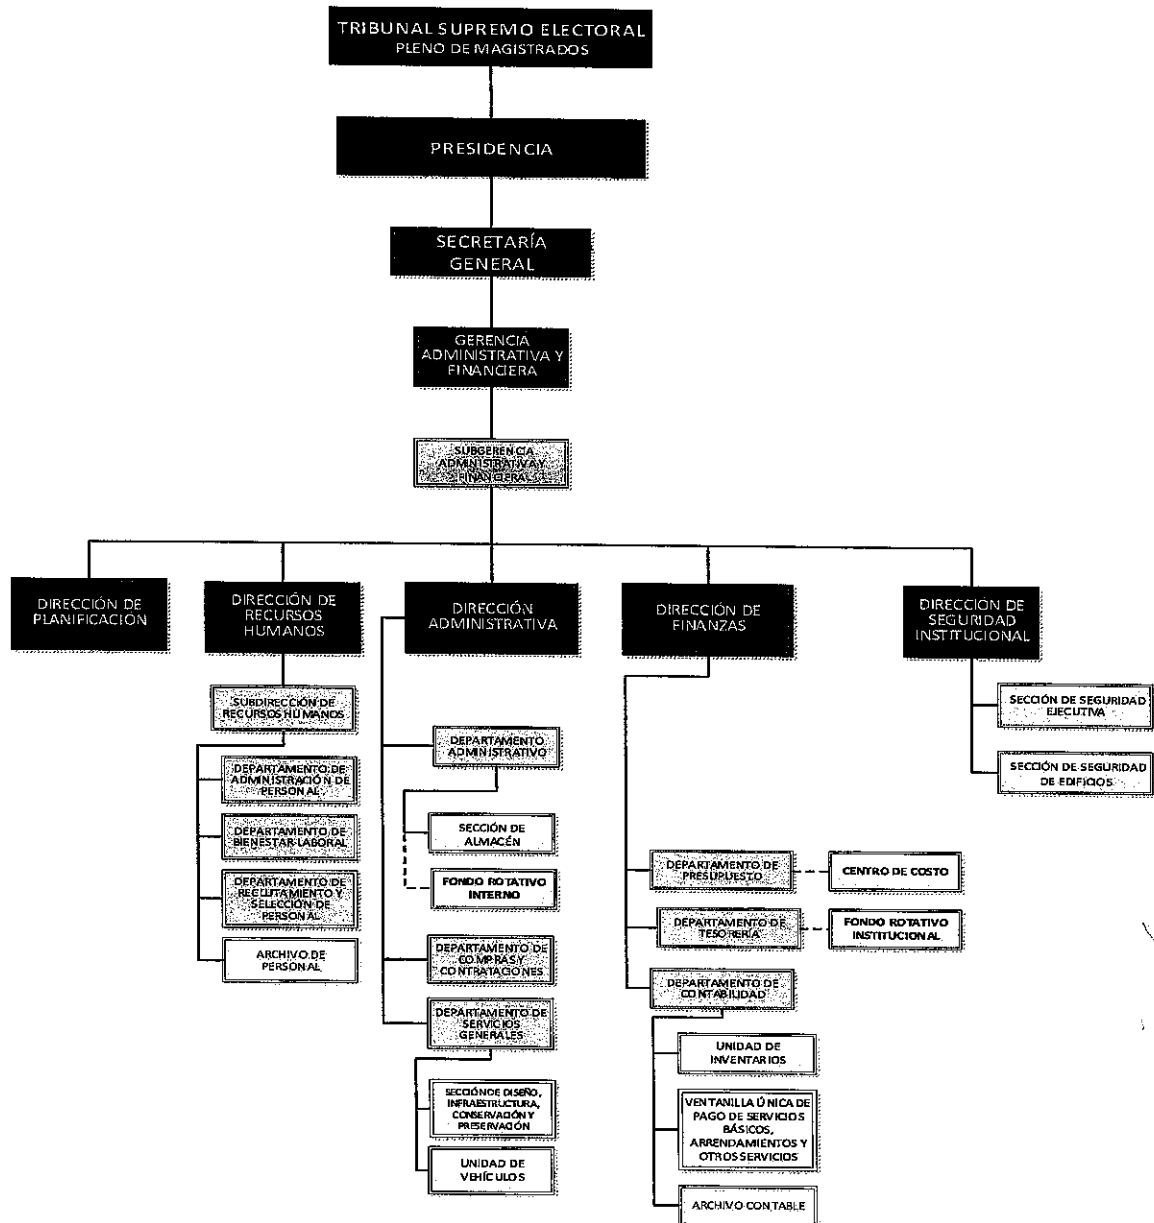 TRIBUNAL SUPREMO ELECTORAL
PLENO DE MAGISTRADOS
PRESIDENCIA
SECRETARÍA
GENERAL
GERENCIA
ADMINISTRATIVA Y
FINANCIERA
SUBGERENCIA
ADMINISTRATIVA Y
FINANCIERA
DIRECCIÓN DE
PLANIFICACIÓN
DIRECCIÓN DE
RECURSOS
HUMANOS
SUBDIRECCIÓN DE
RECURSOS HUMANOS
DEPARTAMENTO DE
ADMINISTRACIÓN DE
PERSONAL
DEPARTAMENTO DE
BIENESTAR LABORAL
DEPARTAMENTO DE
RECLUTAMIENTO Y
SELECCIÓN DE
PERSONAL
ARCHIVO DE
PERSONAL
DIRECCIÓN
ADMINISTRATIVA
DEPARTAMENTO
ADMINISTRATIVO
SECCIÓN DE
ALMACÉN
FONDO ROTATIVO
INTERNO
DEPARTAMENTO DE
COMPRAS Y
CONTRATACIONES
DEPARTAMENTO DE
SERVICIOS
GENERALES
SECCIÓN DE DISEÑO,
INFRAESTRUCTURA,
CONSERVACIÓN Y
PRESERVACIÓN
UNIDAD DE
VEHÍCULOS
DIRECCIÓN DE
FINANZAS
DEPARTAMENTO DE
PRESUPUESTO
CENTRO DE COSTO
DEPARTAMENTO DE
TESORERÍA
FONDO ROTATIVO
INSTITUCIONAL
DEPARTAMENTO DE
CONTABILIDAD
UNIDAD DE
INVENTARIOS
VENTANILLA ÚNICA DE
PAGO DE SERVICIOS
BÁSICOS,
ARRENDAMIENTOS Y
OTROS SERVICIOS
ARCHIVO CONTABLE
DIRECCIÓN DE
SEGURIDAD
INSTITUCIONAL
SECCIÓN DE SEGURIDAD
EJECUTIVA
SECCIÓN DE SEGURIDAD
DE EDIFICIOS